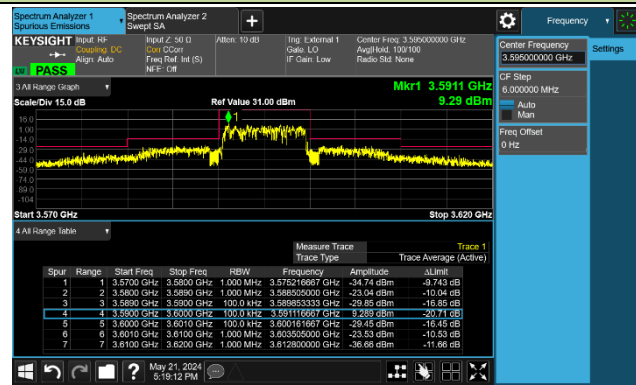 Spectrum Analyzer 1
Spurious Emissions
Spectrum Analyzer 2
Swept SA
Frequency
KEYSIGHT
Input: RF
Coupling: DC
Align: Auto
Input Z: 50 Ω
Corr CCorr
Freq Ref: Int (S)
NFE: Off
Atten: 10 dB
Trig: External 1
Gate: LO
IF Gain: Low
Center Freq: 3.595000000 GHz
Avg|Hold: 100/100
Radio Std: None
PASS
3 All Range Graph
Mkr1 3.5911 GHz
Scale/Div 15.0 dB
Ref Value 31.00 dBm
9.29 dBm
1
16.0
1.00
-14.0
-29.0
-44.0
-59.0
-74.0
-89.0
-104
Start 3.570 GHz
Stop 3.620 GHz
4 All Range Table
Measure Trace
Trace 1
Trace Type
Trace Average (Active)
Spur Range Start Freq Stop Freq RBW Frequency Amplitude ΔLimit
1 1 3.5700 GHz 3.5800 GHz 1.000 MHz 3.575216667 GHz -34.74 dBm -9.743 dB
2 2 3.5800 GHz 3.5890 GHz 1.000 MHz 3.588505000 GHz -23.04 dBm -10.04 dB
3 3 3.5890 GHz 3.5900 GHz 100.0 kHz 3.589853333 GHz -29.85 dBm -16.85 dB
4 4 3.5900 GHz 3.6000 GHz 100.0 kHz 3.591116667 GHz 9.289 dBm -20.71 dB
5 5 3.6000 GHz 3.6010 GHz 100.0 kHz 3.600161667 GHz -29.45 dBm -16.45 dB
6 6 3.6010 GHz 3.6100 GHz 1.000 MHz 3.603505000 GHz -23.53 dBm -10.53 dB
7 7 3.6100 GHz 3.6200 GHz 1.000 MHz 3.612800000 GHz -36.66 dBm -11.66 dB
Center Frequency
3.595000000 GHz
Settings
CF Step
6.000000 MHz
Auto
Man
Freq Offset
0 Hz
May 21, 2024
5:19:12 PM